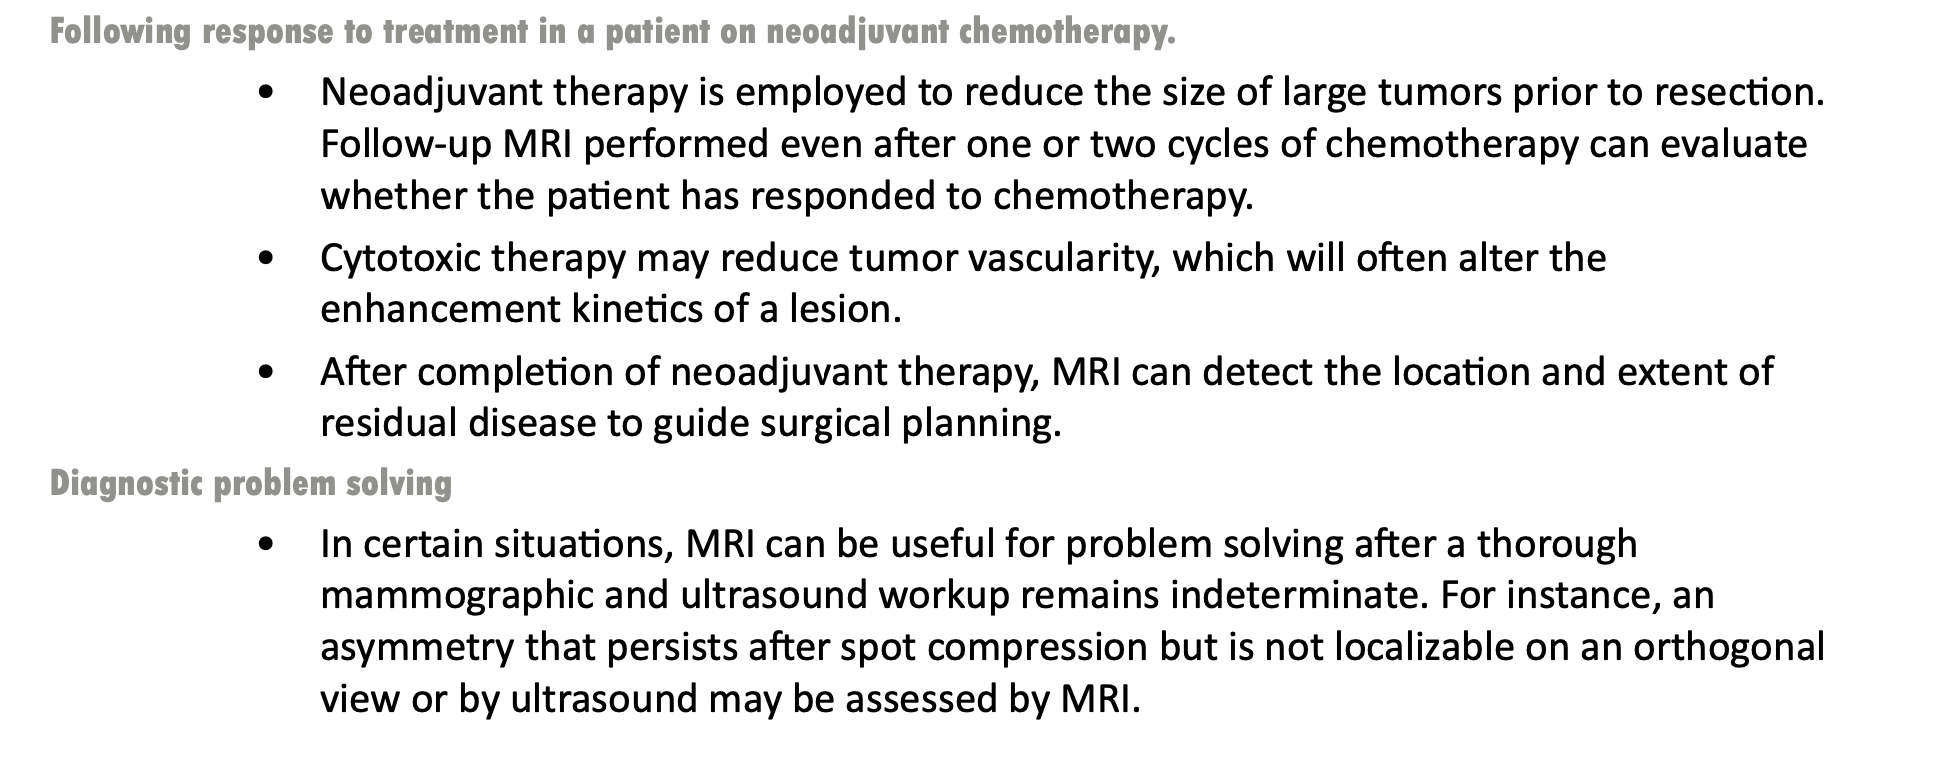 Following response to treatment in a patient on neoadjuvant chemotherapy.
• Neoadjuvant therapy is employed to reduce the size of large tumors prior to resection.
Follow-up MRI performed even after one or two cycles of chemotherapy can evaluate
whether the patient has responded to chemotherapy.
• Cytotoxic therapy may reduce tumor vascularity, which will often alter the
enhancement kinetics of a lesion.
• After completion of neoadjuvant therapy, MRI can detect the location and extent of
residual disease to guide surgical planning.
Diagnostic problem solving
• In certain situations, MRI can be useful for problem solving after a thorough
mammographic and ultrasound workup remains indeterminate. For instance, an
asymmetry that persists after spot compression but is not localizable on an orthogonal
view or by ultrasound may be assessed by MRI.